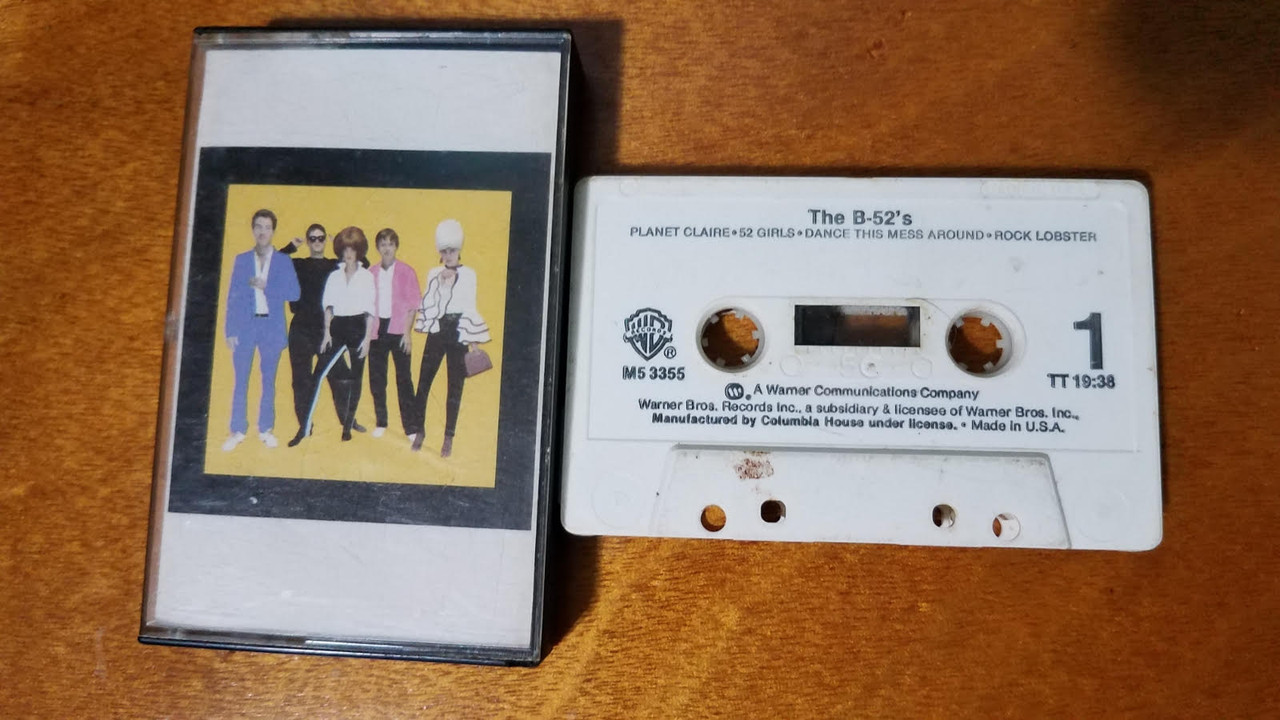 The B-52's
PLANET CLAIRE • 52 GIRLS • DANCE THIS MESS AROUND • ROCK LOBSTER
WB RECORDS ®
M5 3355
1
TT 19:38
W ®, A Warner Communications Company
Warner Bros. Records Inc., a subsidiary & licensee of Warner Bros. Inc.,
Manufactured by Columbia House under license. • Made in U.S.A.